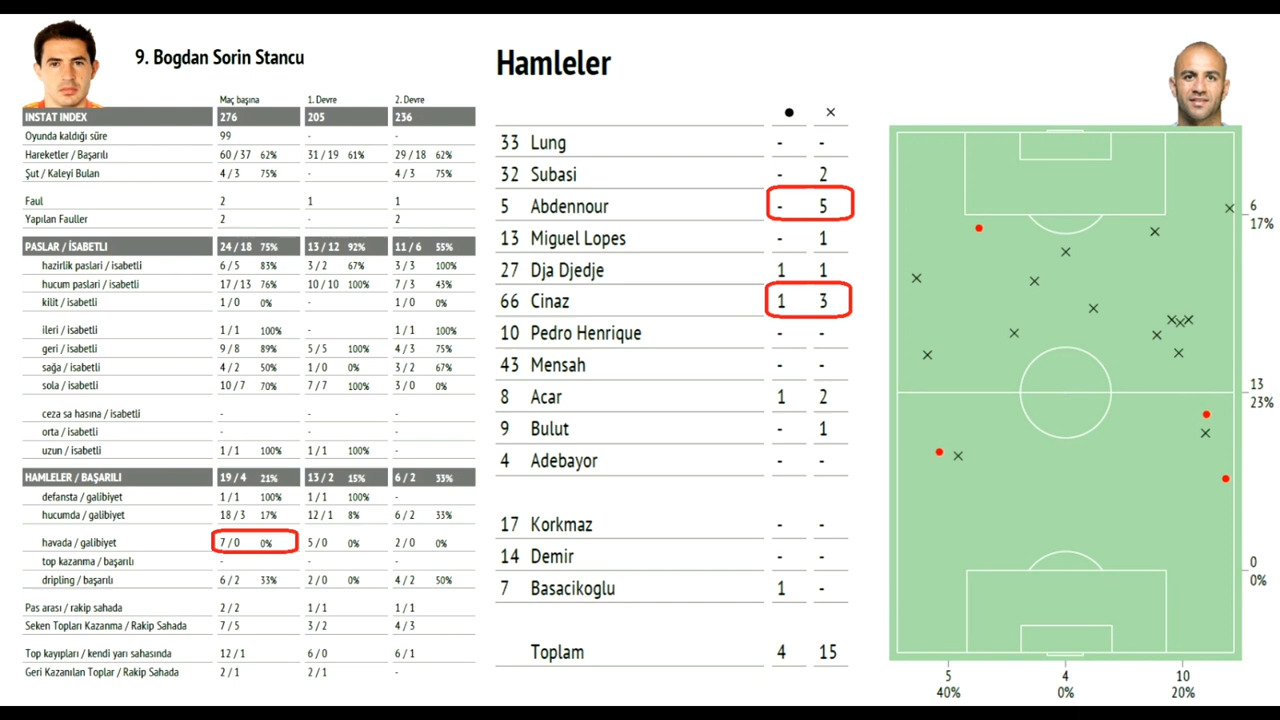 9. Bogdan Sorin Stancu
Maç başına 1. Devre 2. Devre
INSTAT INDEX 276 205 236
Oyunda kaldığı süre 99 - -
Hareketler / Başarılı 60 / 37 62% 31 / 19 61% 29 / 18 62%
Şut / Kaleyi Bulan 4 / 3 75% - 4 / 3 75%
Faul 2 1 1
Yapılan Fauller 2 - 2
PASLAR / İSABETLİ 24 / 18 75% 13 / 12 92% 11 / 6 55%
hazirlik paslari / isabetli 6 / 5 83% 3 / 2 67% 3 / 3 100%
hucum paslari / isabetli 17 / 13 76% 10 / 10 100% 7 / 3 43%
kilit / isabetli 1 / 0 0% - 1 / 0 0%
ileri / isabetli 1 / 1 100% - 1 / 1 100%
geri / isabetli 9 / 8 89% 5 / 5 100% 4 / 3 75%
sağa / isabetli 4 / 2 50% 1 / 0 0% 3 / 2 67%
sola / isabetli 10 / 7 70% 7 / 7 100% 3 / 0 0%
ceza sa hasına / isabetli - - -
orta / isabetli - - -
uzun / isabetli 1 / 1 100% 1 / 1 100% -
HAMLELER / BAŞARILI 19 / 4 21% 13 / 2 15% 6 / 2 33%
defansta / galibiyet 1 / 1 100% 1 / 1 100% -
hucumda / galibiyet 18 / 3 17% 12 / 1 8% 6 / 2 33%
havada / galibiyet 7 / 0 0% 5 / 0 0% 2 / 0 0%
top kazanma / başarılı - - -
dripling / başarılı 6 / 2 33% 2 / 0 0% 4 / 2 50%
Pas arası / rakip sahada 2 / 2 1 / 1 1 / 1
Seken Topları Kazanma / Rakip Sahada 7 / 5 3 / 2 4 / 3
Top kayıpları / kendi yarı sahasında 12 / 1 6 / 0 6 / 1
Geri Kazanılan Toplar / Rakip Sahada 2 / 1 2 / 1 -
Hamleler
● ×
33 Lung - -
32 Subasi - 2
5 Abdennour - 5
13 Miguel Lopes - 1
27 Dja Djedje 1 1
66 Cinaz 1 3
10 Pedro Henrique - -
43 Mensah - -
8 Acar 1 2
9 Bulut - 1
4 Adebayor - -
17 Korkmaz - -
14 Demir - -
7 Basacikoglu 1 -
Toplam 4 15
6
17%
13
23%
0
0%
5 4 10
40% 0% 20%